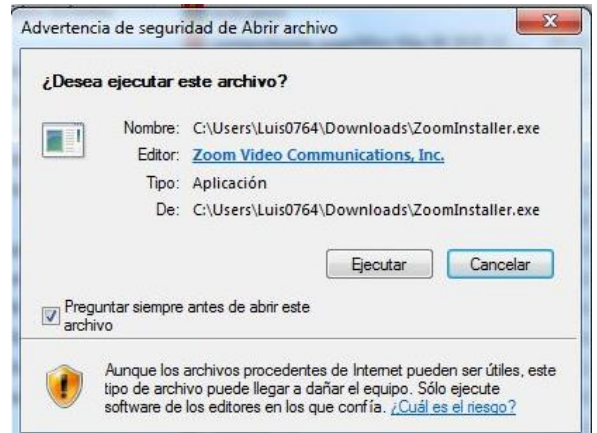 Advertencia de seguridad de Abrir archivo
¿Desea ejecutar este archivo?
Nombre: C:\Users\Luis0764\Downloads\ZoomInstaller.exe
Editor: Zoom Video Communications, Inc.
Tipo: Aplicación
De: C:\Users\Luis0764\Downloads\ZoomInstaller.exe
Ejecutar Cancelar
Preguntar siempre antes de abrir este
archivo
Aunque los archivos procedentes de Internet pueden ser útiles, este
tipo de archivo puede llegar a dañar el equipo. Sólo ejecute
software de los editores en los que confía. ¿Cuál es el riesgo?